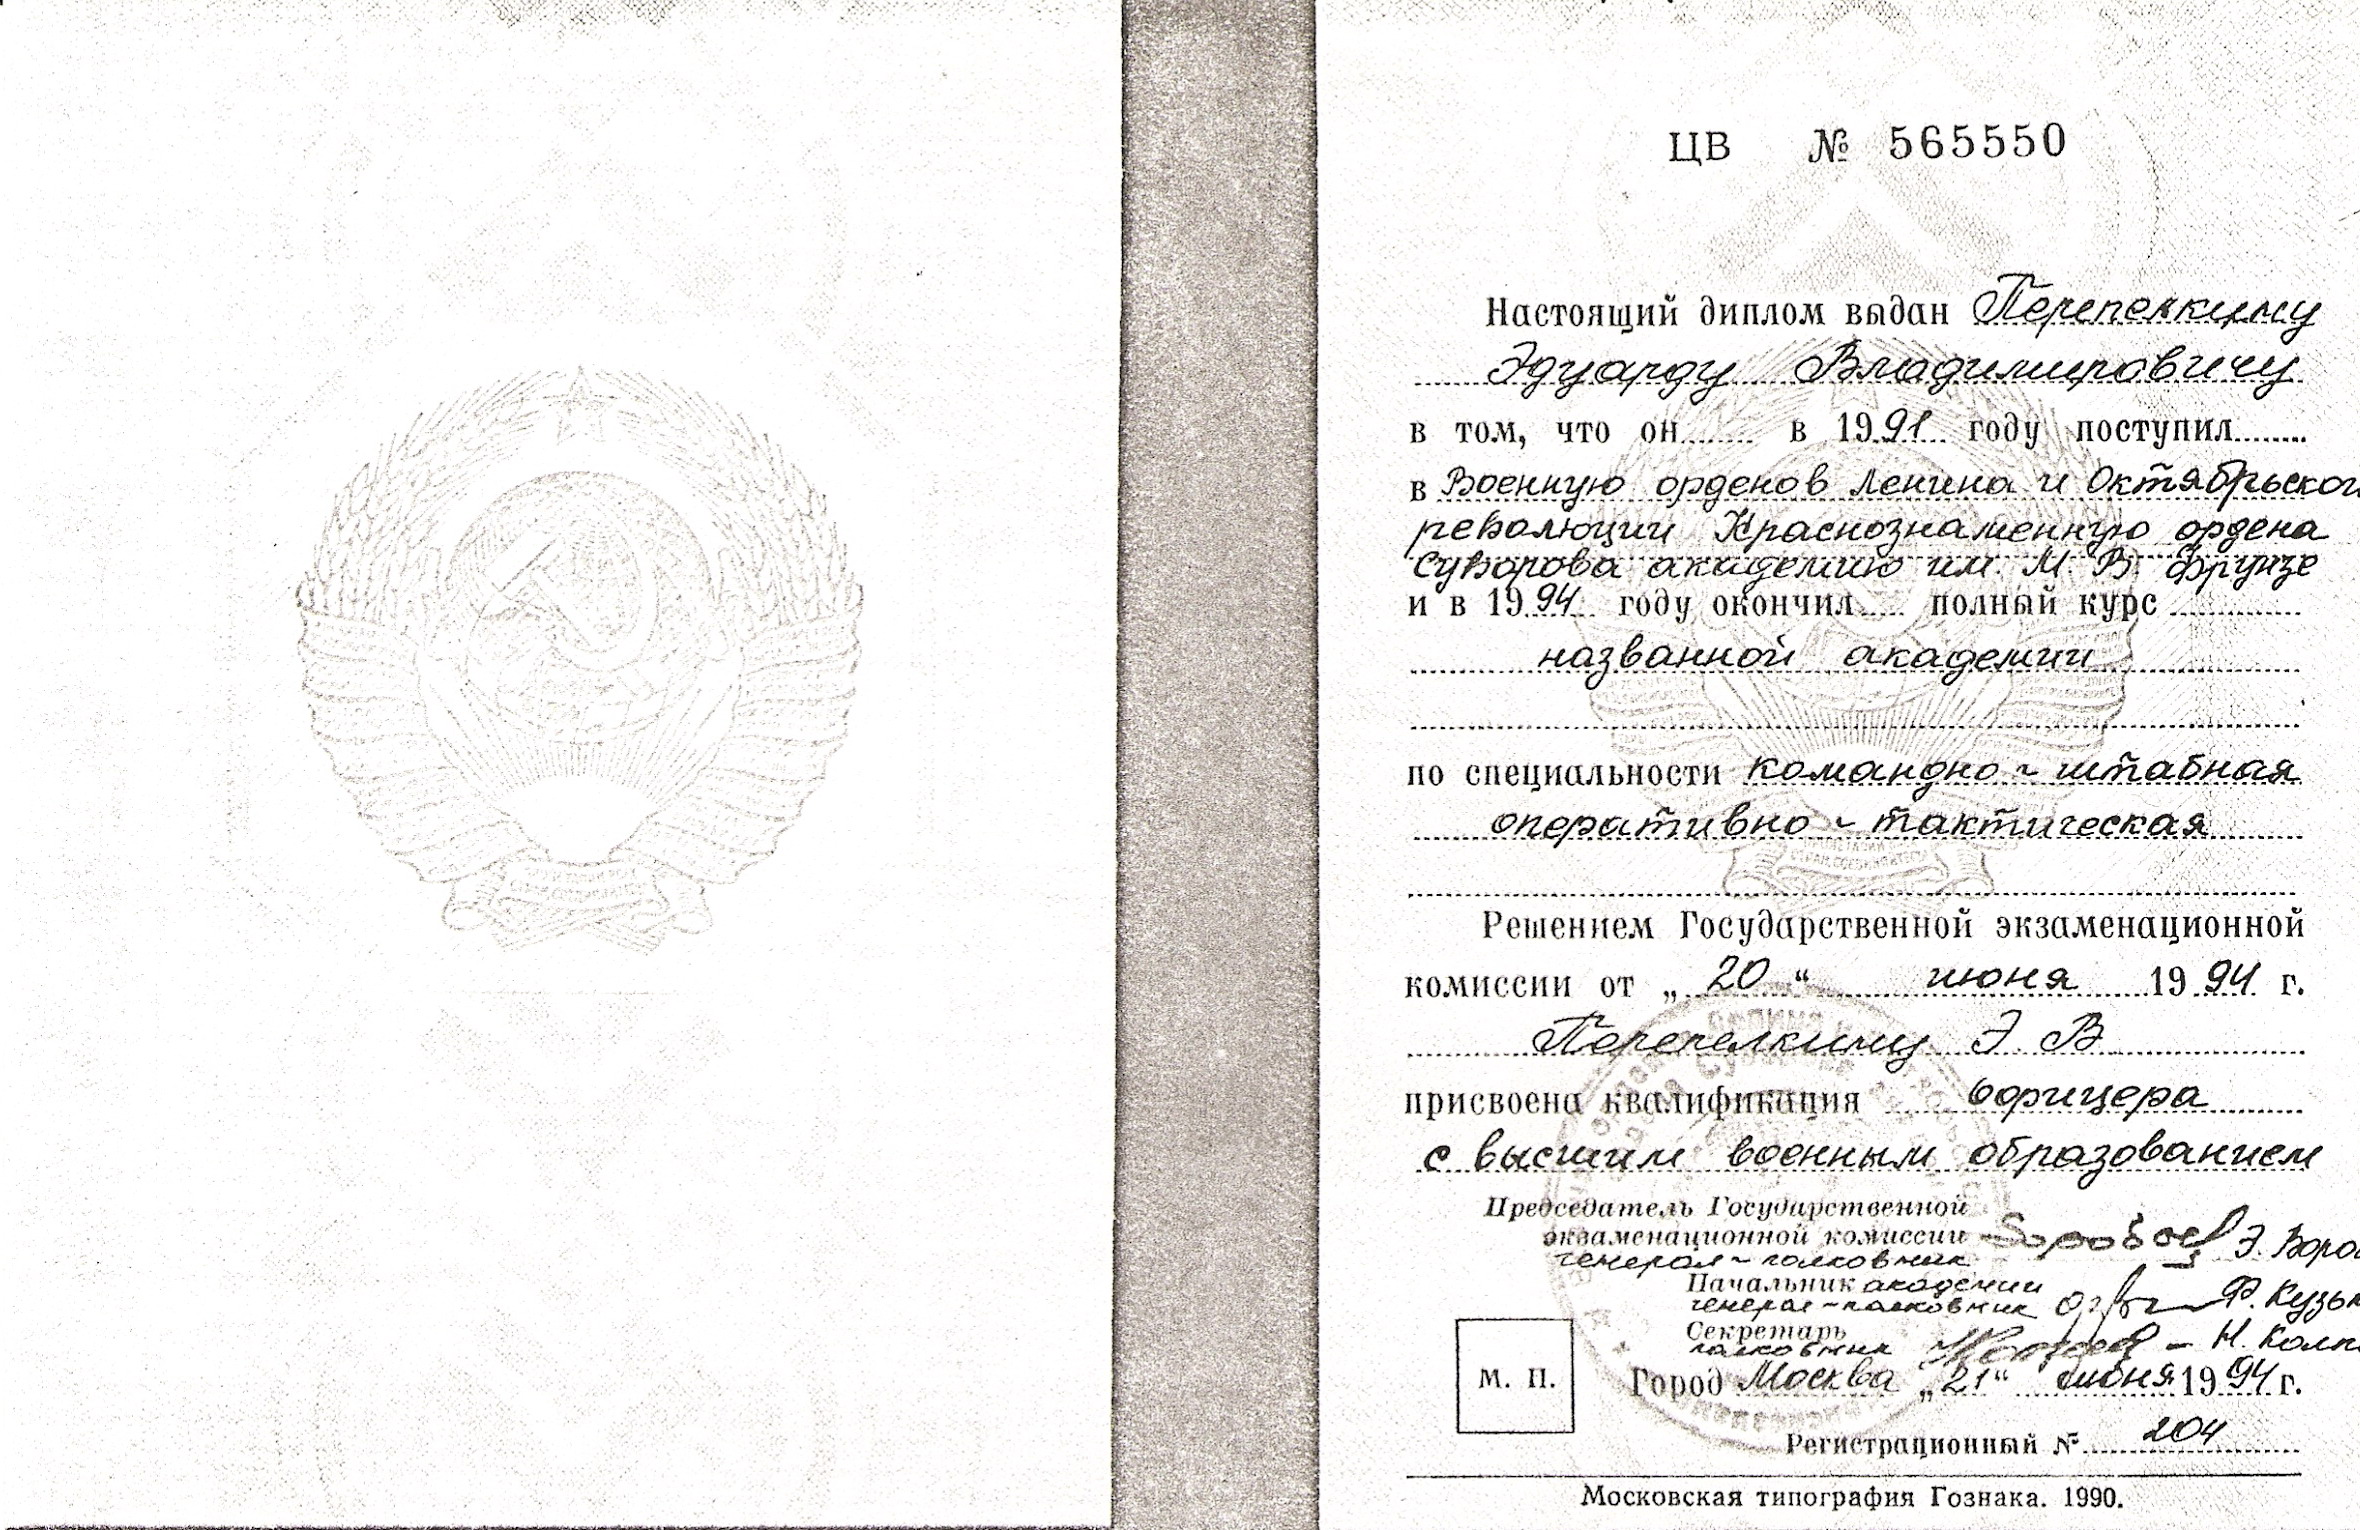 ЦВ № 565550
Настоящий диплом выдан Перепелкину
Эдуарду Владимировичу
в том, что он в 1991 году поступил
в Военную орденов Ленина и Октябрьской
революции Краснознаменную ордена
Суворова академию им. М. В. Фрунзе
и в 1994 году окончил полный курс
названной академии
по специальности командно-штабная
оперативно-тактическая
Решением Государственной экзаменационной
комиссии от „20“ июня 1994 г.
Перепелкину Э. В
присвоена квалификация офицера
с высшим военным образованием
Председатель Государственной
экзаменационной комиссии Э.
генерал-полковник
Начальник академии
генерал-полковник Ф.
Секретарь
полковник Н.
М. П.
Город Москва „21“ июня 1994 г.
Регистрационный № 204
Московская типография Гознака. 1990.